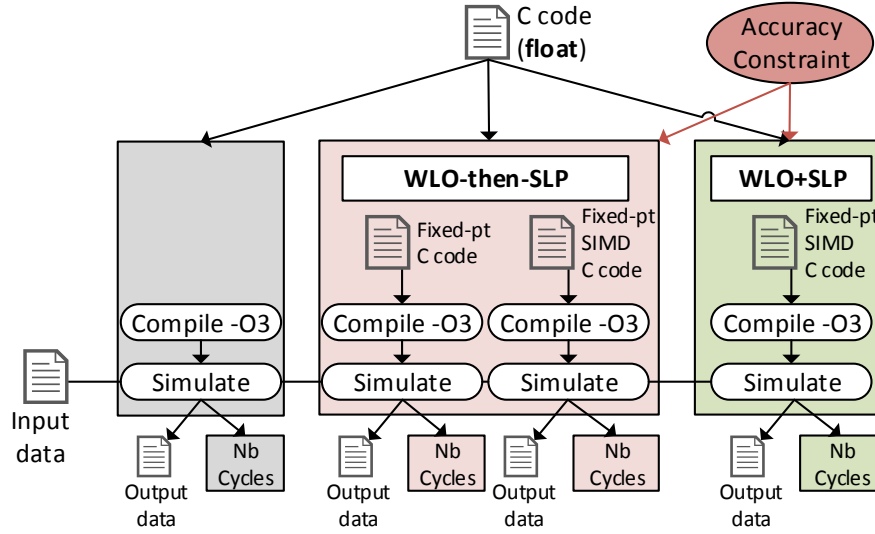 C code
(float)
Accuracy
Constraint
WLO-then-SLP
WLO+SLP
Fixed-pt
C code
Fixed-pt
SIMD
C code
Fixed-pt
SIMD
C code
Compile -O3
Compile -O3
Compile -O3
Compile -O3
Input
data
Simulate
Simulate
Simulate
Simulate
Output
data
Nb
Cycles
Output
data
Nb
Cycles
Output
data
Nb
Cycles
Output
data
Nb
Cycles